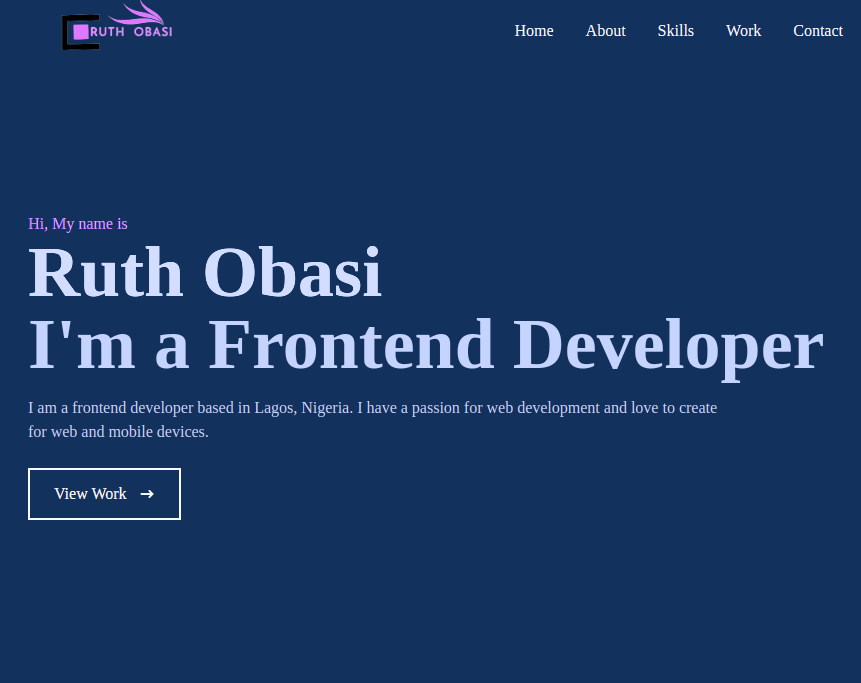 RUTH OBASI
Home About Skills Work Contact
Hi, My name is
Ruth Obasi
I'm a Frontend Developer
I am a frontend developer based in Lagos, Nigeria. I have a passion for web development and love to create
for web and mobile devices.
View Work →